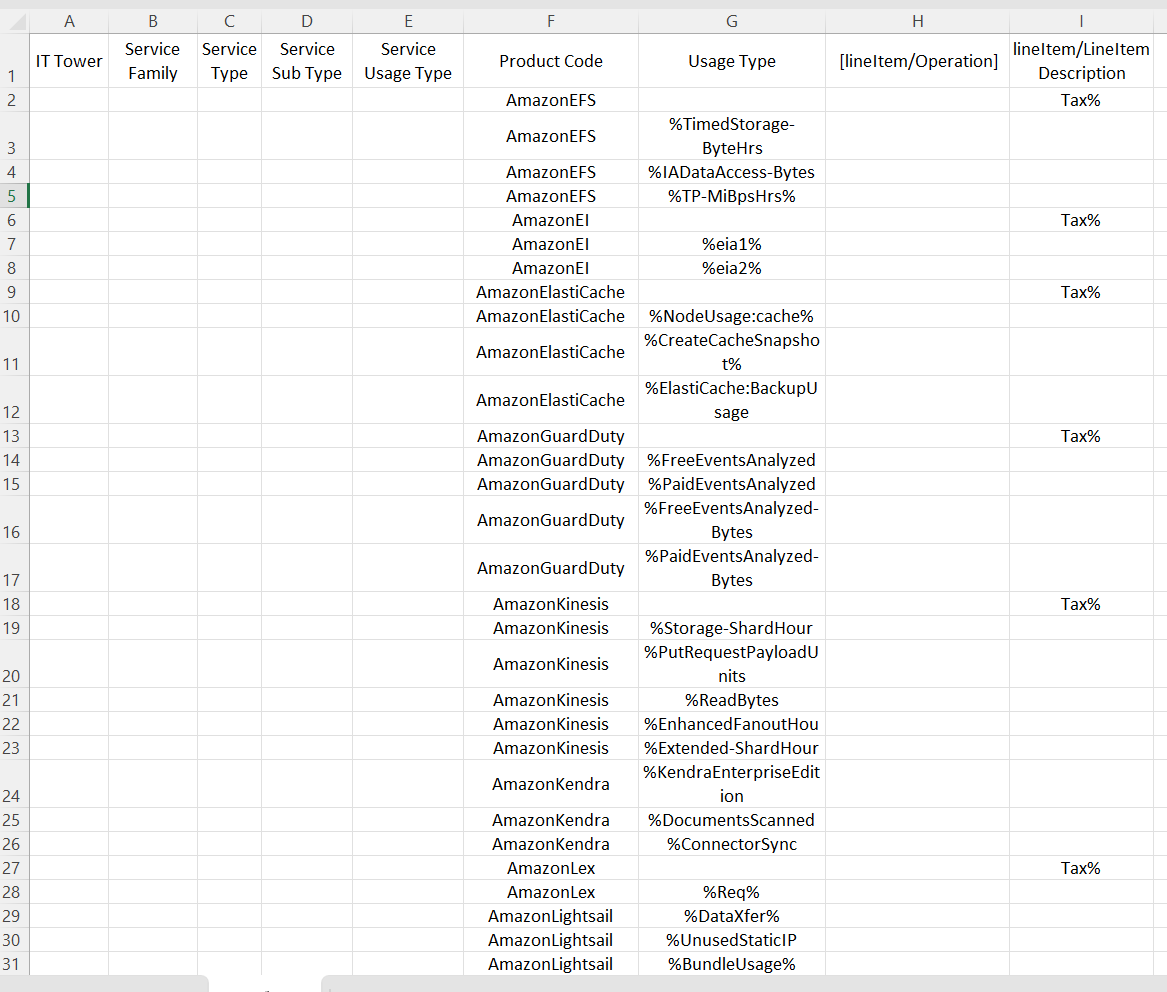 A B C D E F G H I
1 IT Tower Service Family Service Type Service Sub Type Service Usage Type Product Code Usage Type [lineItem/Operation] lineItem/LineItem Description
2 AmazonEFS Tax%
3 AmazonEFS %TimedStorage-ByteHrs
4 AmazonEFS %IADataAccess-Bytes
5 AmazonEFS %TP-MiBpsHrs%
6 AmazonEI Tax%
7 AmazonEI %eia1%
8 AmazonEI %eia2%
9 AmazonElastiCache Tax%
10 AmazonElastiCache %NodeUsage:cache%
11 AmazonElastiCache %CreateCacheSnapshot%
12 AmazonElastiCache %ElastiCache:BackupUsage
13 AmazonGuardDuty Tax%
14 AmazonGuardDuty %FreeEventsAnalyzed
15 AmazonGuardDuty %PaidEventsAnalyzed
16 AmazonGuardDuty %FreeEventsAnalyzed-Bytes
17 AmazonGuardDuty %PaidEventsAnalyzed-Bytes
18 AmazonKinesis Tax%
19 AmazonKinesis %Storage-ShardHour
20 AmazonKinesis %PutRequestPayloadUnits
21 AmazonKinesis %ReadBytes
22 AmazonKinesis %EnhancedFanoutHou
23 AmazonKinesis %Extended-ShardHour
24 AmazonKendra %KendraEnterpriseEdition
25 AmazonKendra %DocumentsScanned
26 AmazonKendra %ConnectorSync
27 AmazonLex Tax%
28 AmazonLex %Req%
29 AmazonLightsail %DataXfer%
30 AmazonLightsail %UnusedStaticIP
31 AmazonLightsail %BundleUsage%